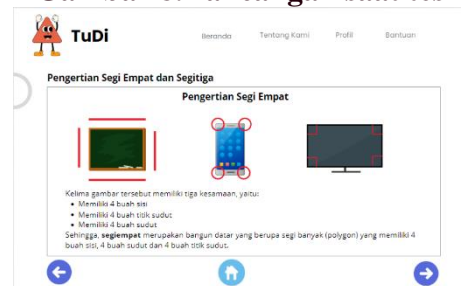 TuDi
Beranda Tentang Kami Profil Bantuan
Pengertian Segi Empat dan Segitiga
Pengertian Segi Empat
Kelima gambar tersebut memiliki tiga kesamaan, yaitu:
• Memiliki 4 buah sisi
• Memiliki 4 buah titik sudut
• Memiliki 4 buah sudut
Sehingga, segiempat merupakan bangun datar yang berupa segi banyak (polygon) yang memiliki 4
buah sisi, 4 buah sudut dan 4 buah titik sudut.